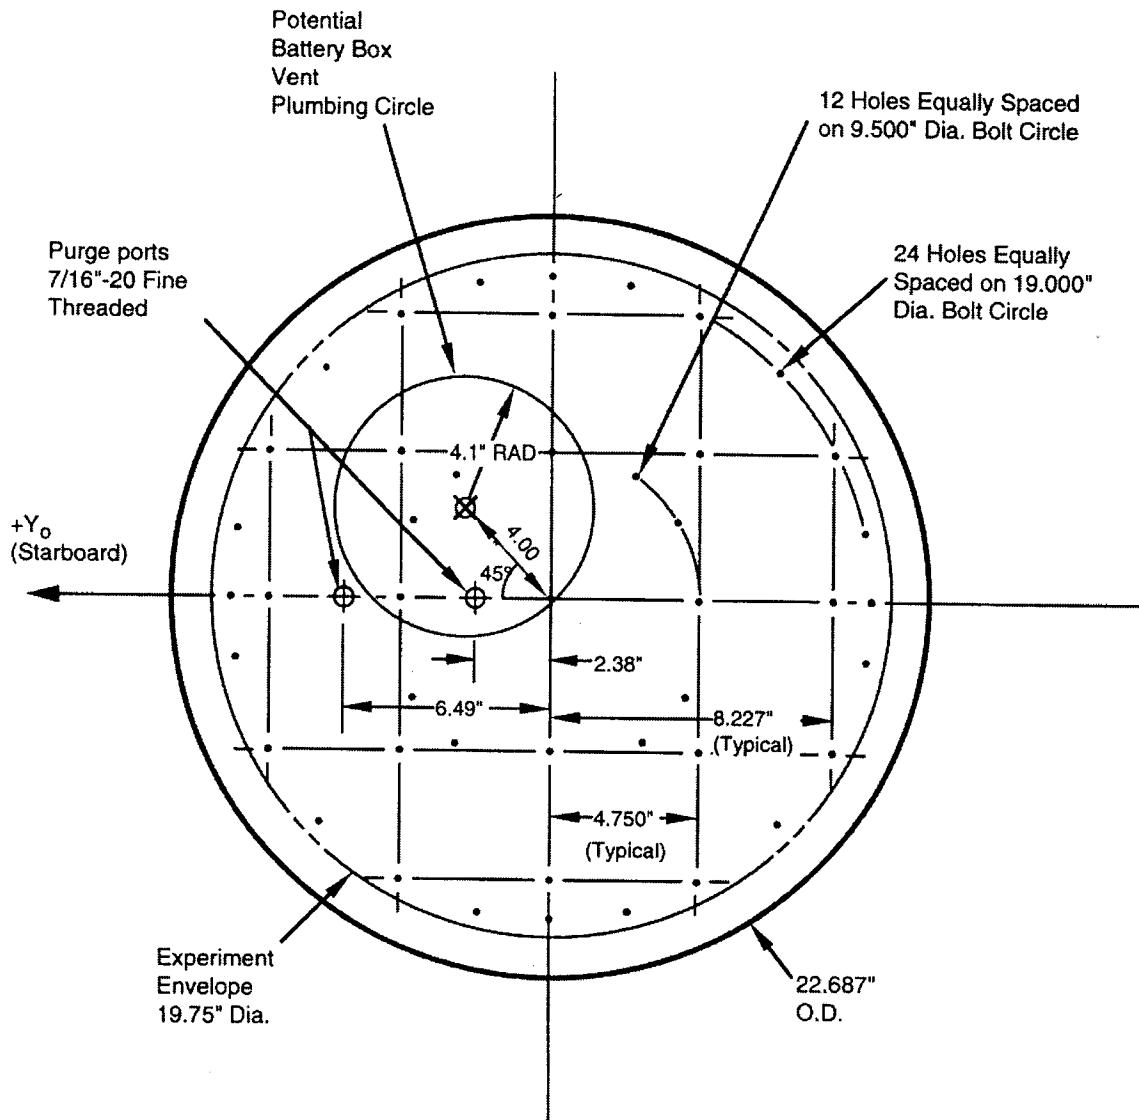 Potential
Battery Box
Vent
Plumbing Circle
12 Holes Equally Spaced
on 9.500" Dia. Bolt Circle
Purge ports
7/16"-20 Fine
Threaded
24 Holes Equally
Spaced on 19.000"
Dia. Bolt Circle
4.1" RAD
+Yo
(Starboard)
4.00
45°
2.38"
6.49"
8.227"
(Typical)
4.750"
(Typical)
Experiment
Envelope
19.75" Dia.
22.687"
O.D.